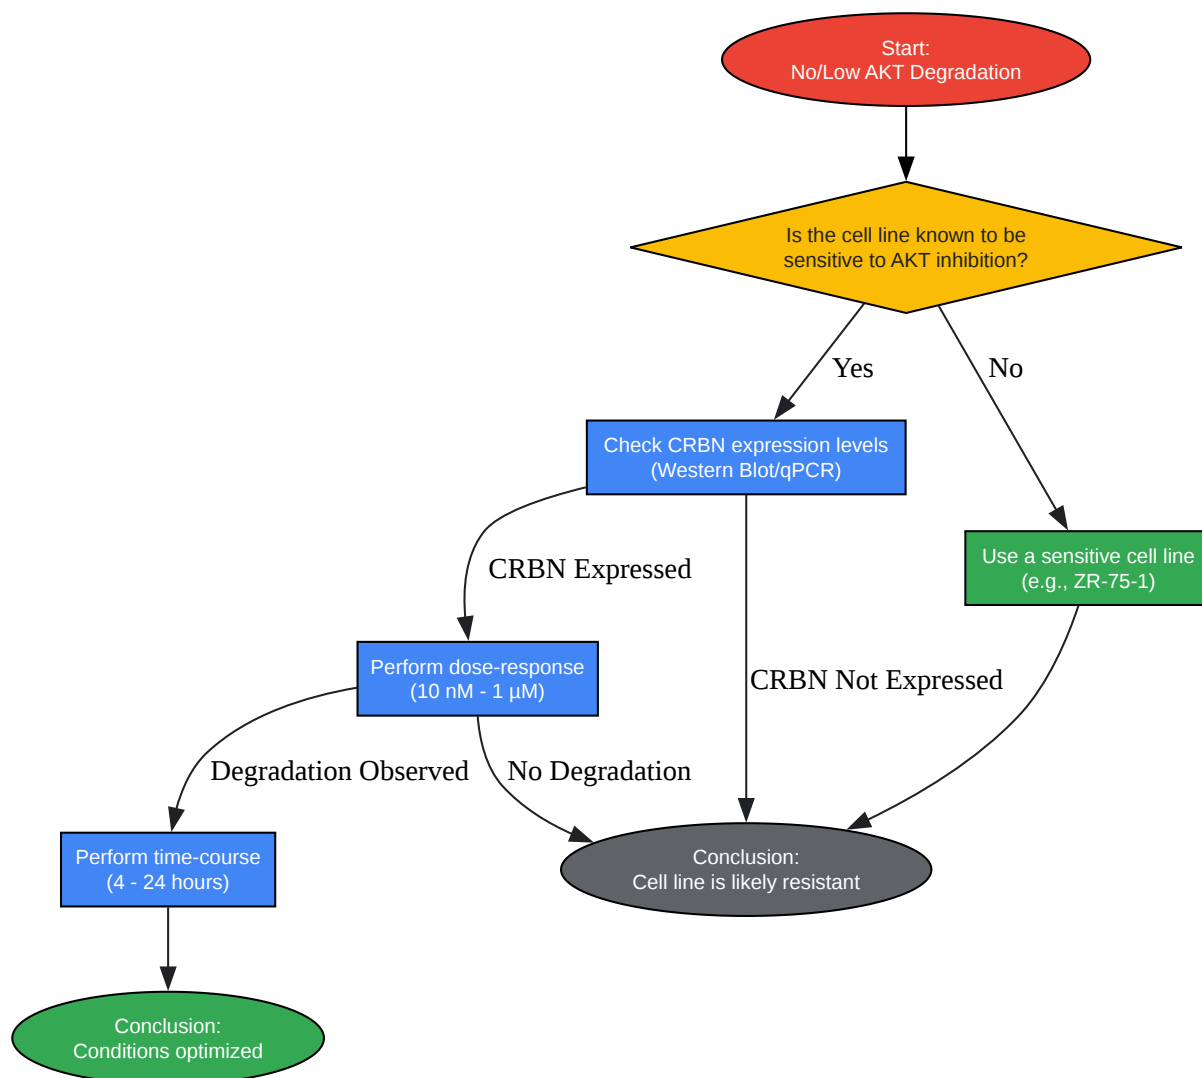 Start:
No/Low AKT Degradation
Is the cell line known to be
sensitive to AKT inhibition?
Yes
No
Check CRBN expression levels
(Western Blot/qPCR)
Use a sensitive cell line
(e.g., ZR-75-1)
CRBN Expressed
CRBN Not Expressed
Perform dose-response
(10 nM - 1 µM)
Degradation Observed
No Degradation
Perform time-course
(4 - 24 hours)
Conclusion:
Cell line is likely resistant
Conclusion:
Conditions optimized